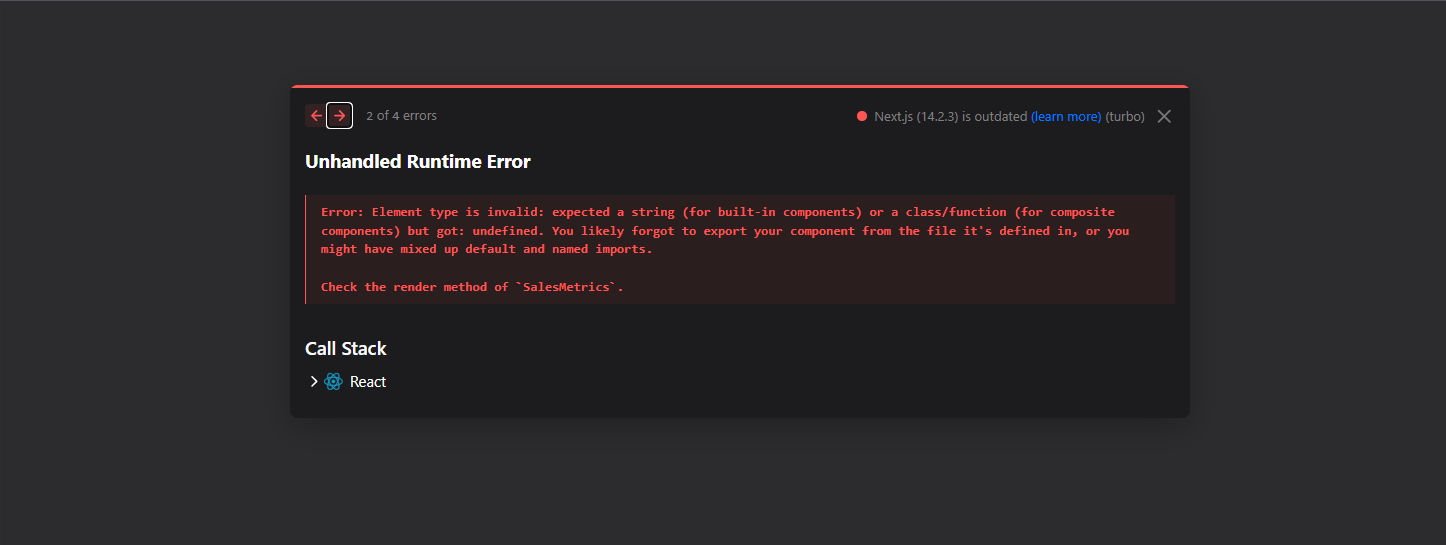 2 of 4 errors
Next.js (14.2.3) is outdated (learn more) (turbo)
Unhandled Runtime Error
Error: Element type is invalid: expected a string (for built-in components) or a class/function (for composite
components) but got: undefined. You likely forgot to export your component from the file it's defined in, or you
might have mixed up default and named imports.
Check the render method of `SalesMetrics`.
Call Stack
React